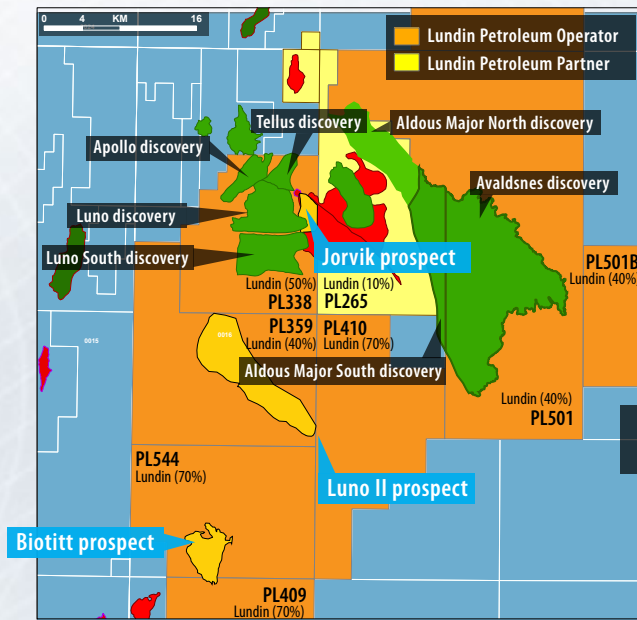 0 4 KM 16
Lundin Petroleum Operator
Lundin Petroleum Partner
Tellus discovery
Aldous Major North discovery
Apollo discovery
Avaldsnes discovery
Luno discovery
Luno South discovery
Jorvik prospect
PL501B
Lundin (40%)
Lundin (50%)
PL338
Lundin (10%)
PL265
PL359
Lundin (40%)
PL410
Lundin (70%)
0016
0015
Aldous Major South discovery
Lundin (40%)
PL501
PL544
Lundin (70%)
Luno II prospect
Biotitt prospect
PL409
Lundin (70%)